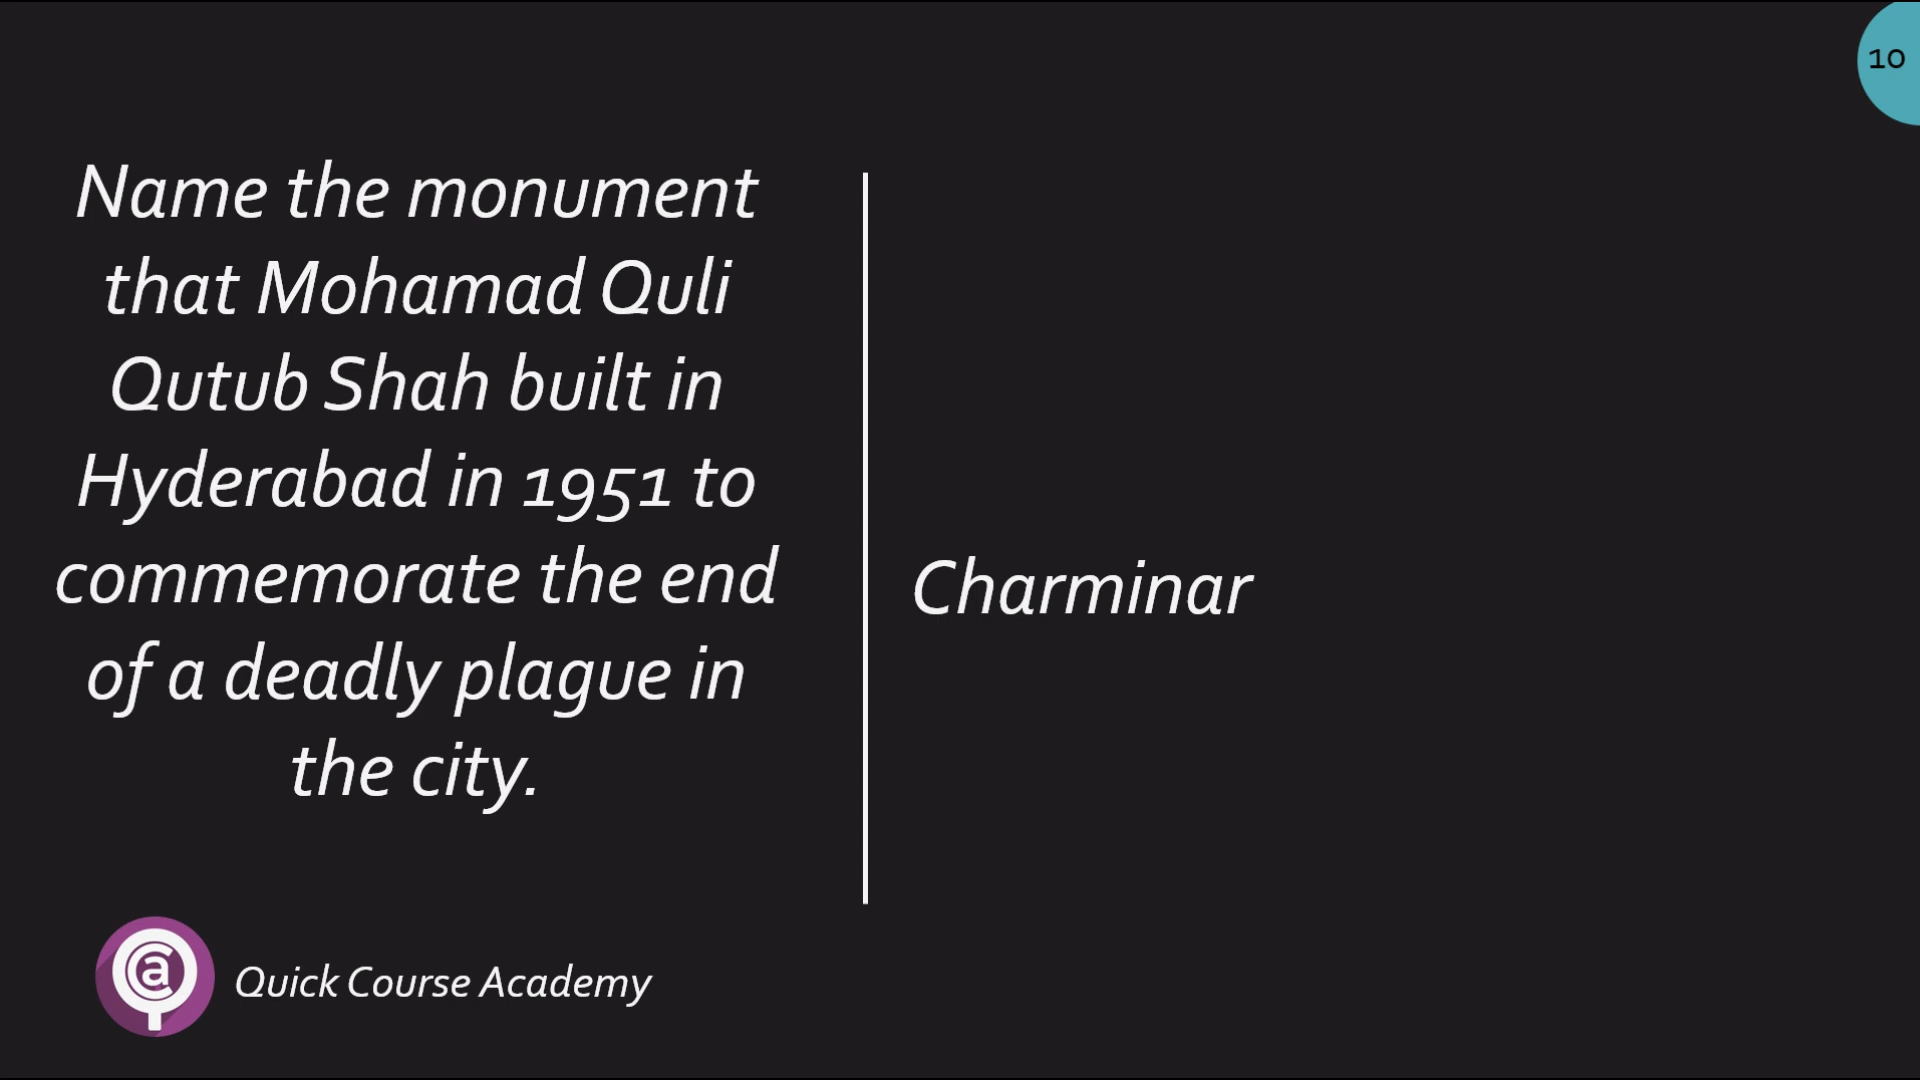 10
Name the monument
that Mohamad Quli
Qutub Shah built in
Hyderabad in 1951 to
commemorate the end
of a deadly plague in
the city.
Charminar
Quick Course Academy